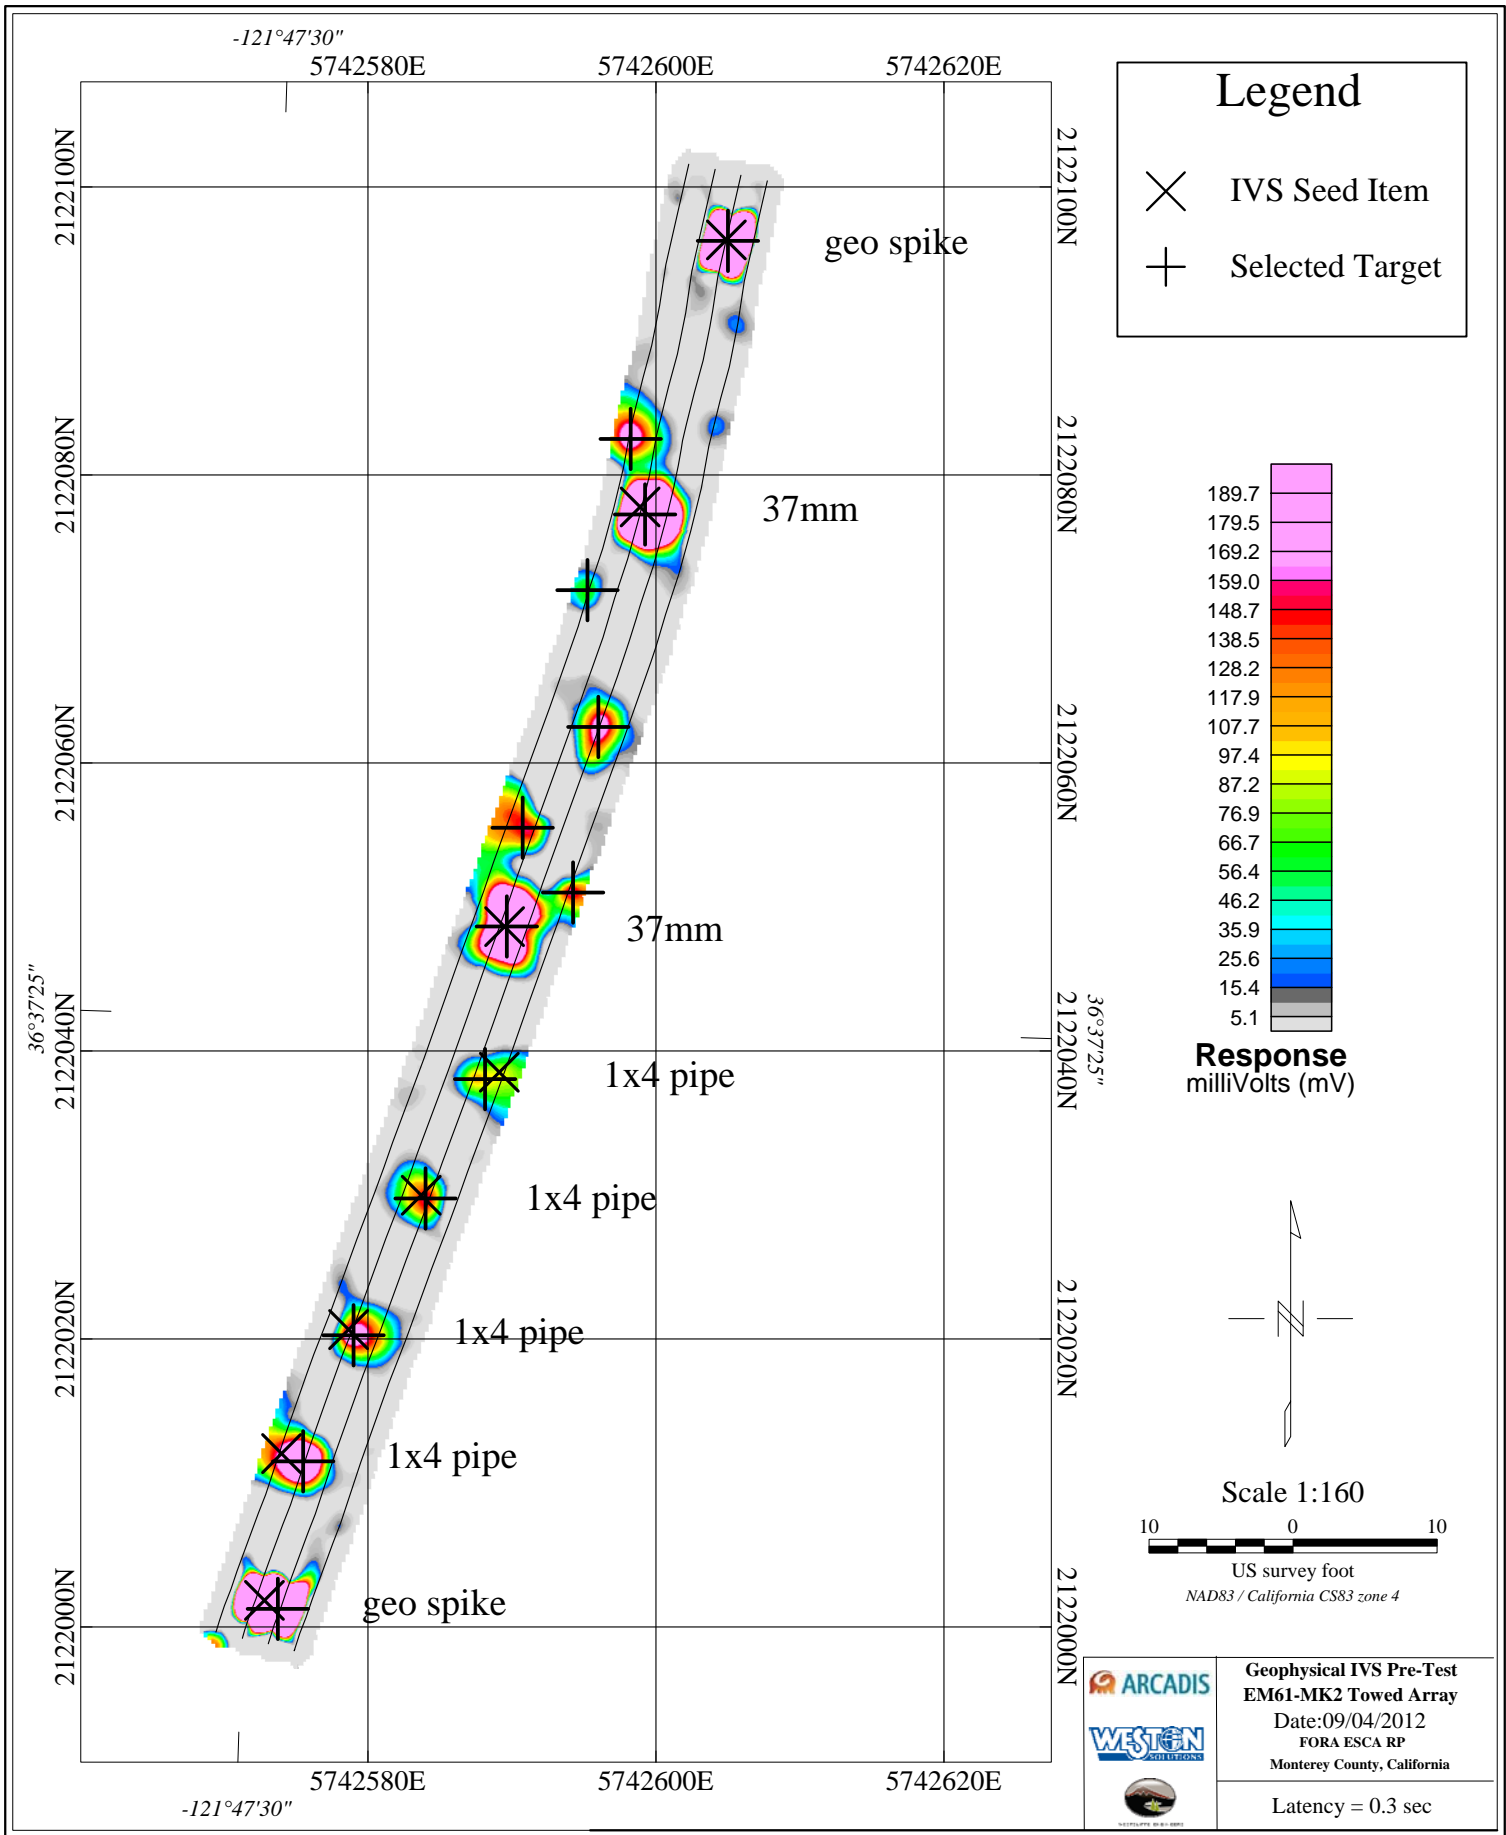 -121°47'30"
5742580E 5742600E 5742620E
Legend
IVS Seed Item
Selected Target
2122100N
2122080N
2122060N
2122040N
2122020N
2122000N
36°37'25"
geo spike
37mm
37mm
1x4 pipe
1x4 pipe
1x4 pipe
1x4 pipe
geo spike
2122100N
2122080N
2122060N
2122040N
2122020N
2122000N
36°37'25"
189.7
179.5
169.2
159.0
148.7
138.5
128.2
117.9
107.7
97.4
87.2
76.9
66.7
56.4
46.2
35.9
25.6
15.4
5.1
Response
milliVolts (mV)
N
Scale 1:160
10 0 10
US survey foot
NAD83 / California CS83 zone 4
5742580E 5742600E 5742620E
-121°47'30"
ARCADIS
WESTON
SOLUTIONS
Geophysical IVS Pre-Test
EM61-MK2 Towed Array
Date:09/04/2012
FORA ESCA RP
Monterey County, California
Latency = 0.3 sec